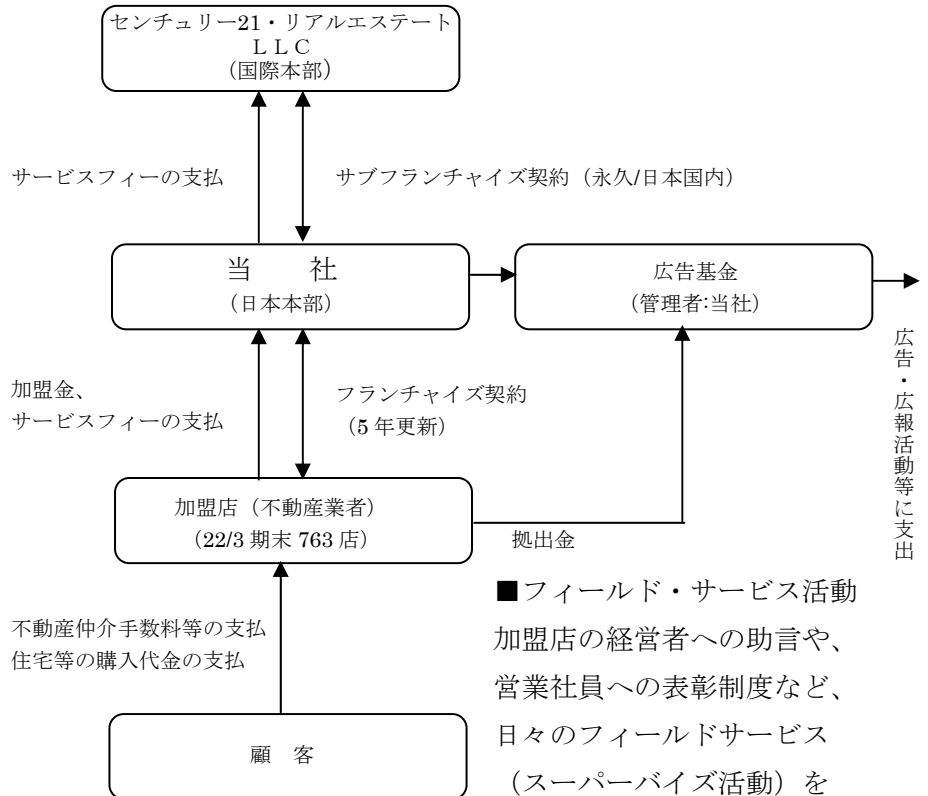 センチュリー21・リアルエステート
ＬＬＣ
（国際本部）
サービスフィーの支払
サブフランチャイズ契約（永久/日本国内）
当　社
（日本本部）
広告基金
（管理者:当社）
広告・広報活動等に支出
加盟金、
サービスフィーの支払
フランチャイズ契約
（5年更新）
加盟店（不動産業者）
（22/3 期末 763 店）
拠出金
不動産仲介手数料等の支払
住宅等の購入代金の支払
顧　客
■フィールド・サービス活動
加盟店の経営者への助言や、
営業社員への表彰制度など、
日々のフィールドサービス
（スーパーバイズ活動）を